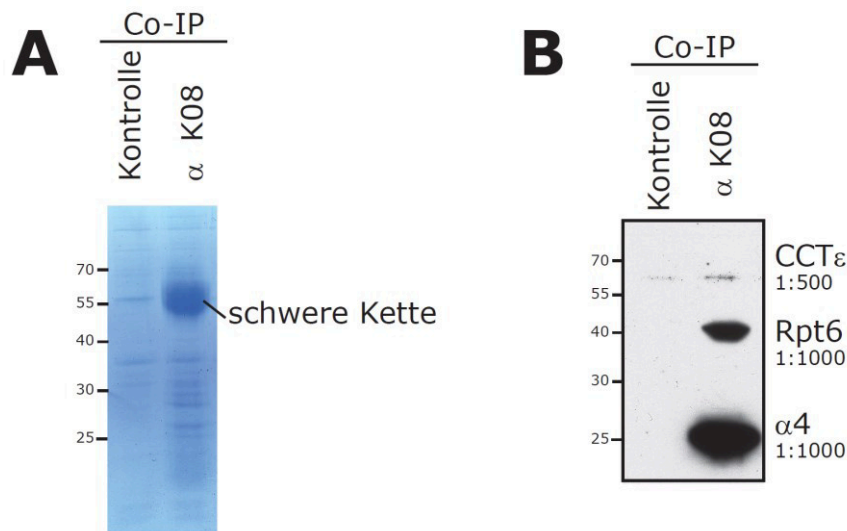 A
Co-IP
Kontrolle
α K08
70
55
40
30
25
schwere Kette
B
Co-IP
Kontrolle
α K08
70
55
40
30
25
CCTε
1:500
Rpt6
1:1000
α4
1:1000